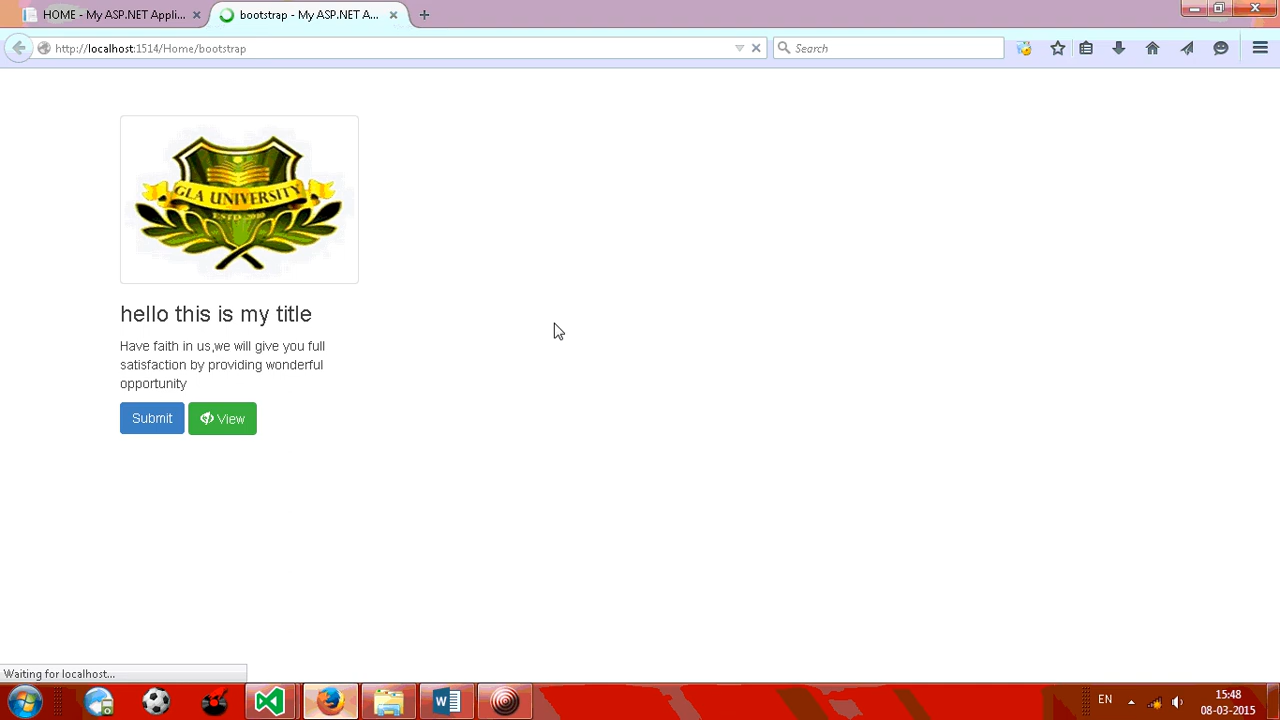 HOME - My ASP.NET Appli...
bootstrap - My ASP.NET A...
http://localhost:1514/Home/bootstrap
Search
GLA UNIVERSITY
ESTD. 2010
hello this is my title
Have faith in us,we will give you full
satisfaction by providing wonderful
opportunity
Submit
View
Waiting for localhost...
EN
15:48
08-03-2015